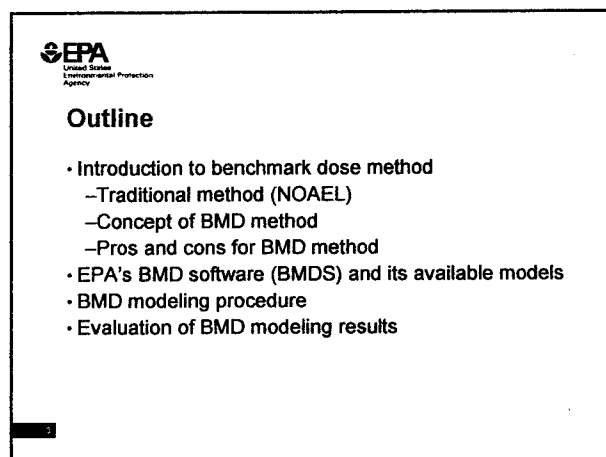 EPA
United States
Environmental Protection
Agency
Outline
• Introduction to benchmark dose method
–Traditional method (NOAEL)
–Concept of BMD method
–Pros and cons for BMD method
• EPA's BMD software (BMDS) and its available models
• BMD modeling procedure
• Evaluation of BMD modeling results